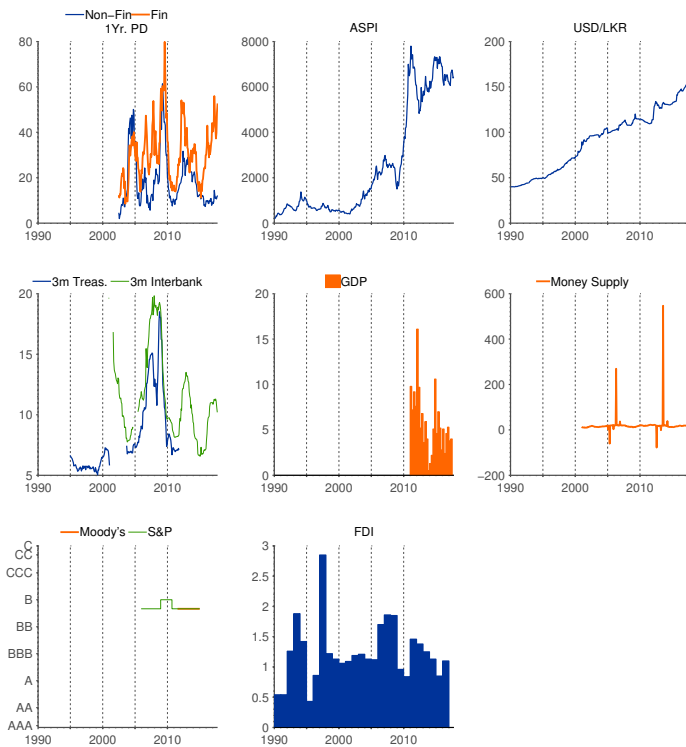 Non−Fin Fin
1Yr. PD
80
60
40
20
0
1990 2000 2010
ASPI
8000
6000
4000
2000
0
1990 2000 2010
USD/LKR
200
150
100
50
0
1990 2000 2010
3m Treas. 3m Interbank
20
15
10
5
1990 2000 2010
GDP
20
15
10
5
0
1990 2000 2010
Money Supply
600
400
200
0
−200
1990 2000 2010
Moody's S&P
C
CC
CCC
B
BB
BBB
A
AA
AAA
1990 2000 2010
FDI
3
2.5
2
1.5
1
0.5
0
1990 2000 2010